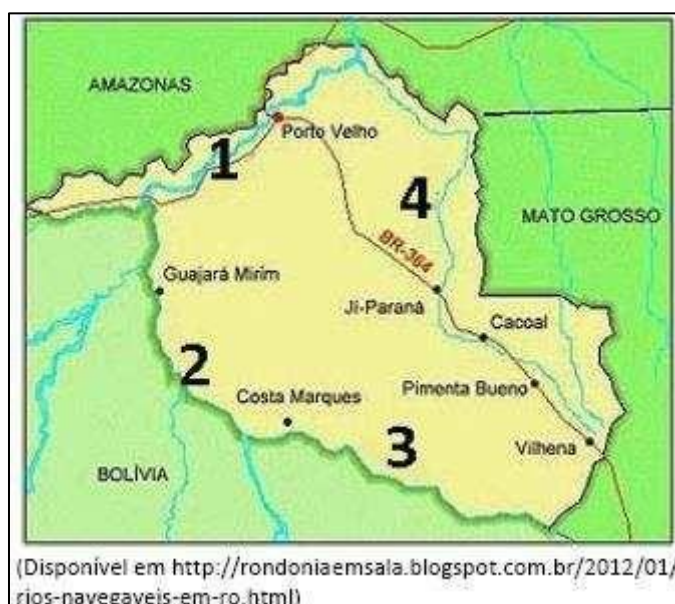 AMAZONAS
Porto Velho
1
4
MATO GROSSO
BR-364
Guajará Mirim
Ji-Paraná
Cacoal
2
Pimenta Bueno
Costa Marques
3
Vilhena
BOLÍVIA
(Disponível em http://rondoniaemsala.blogspot.com.br/2012/01/
rios-navegaveis-em-ro.html)